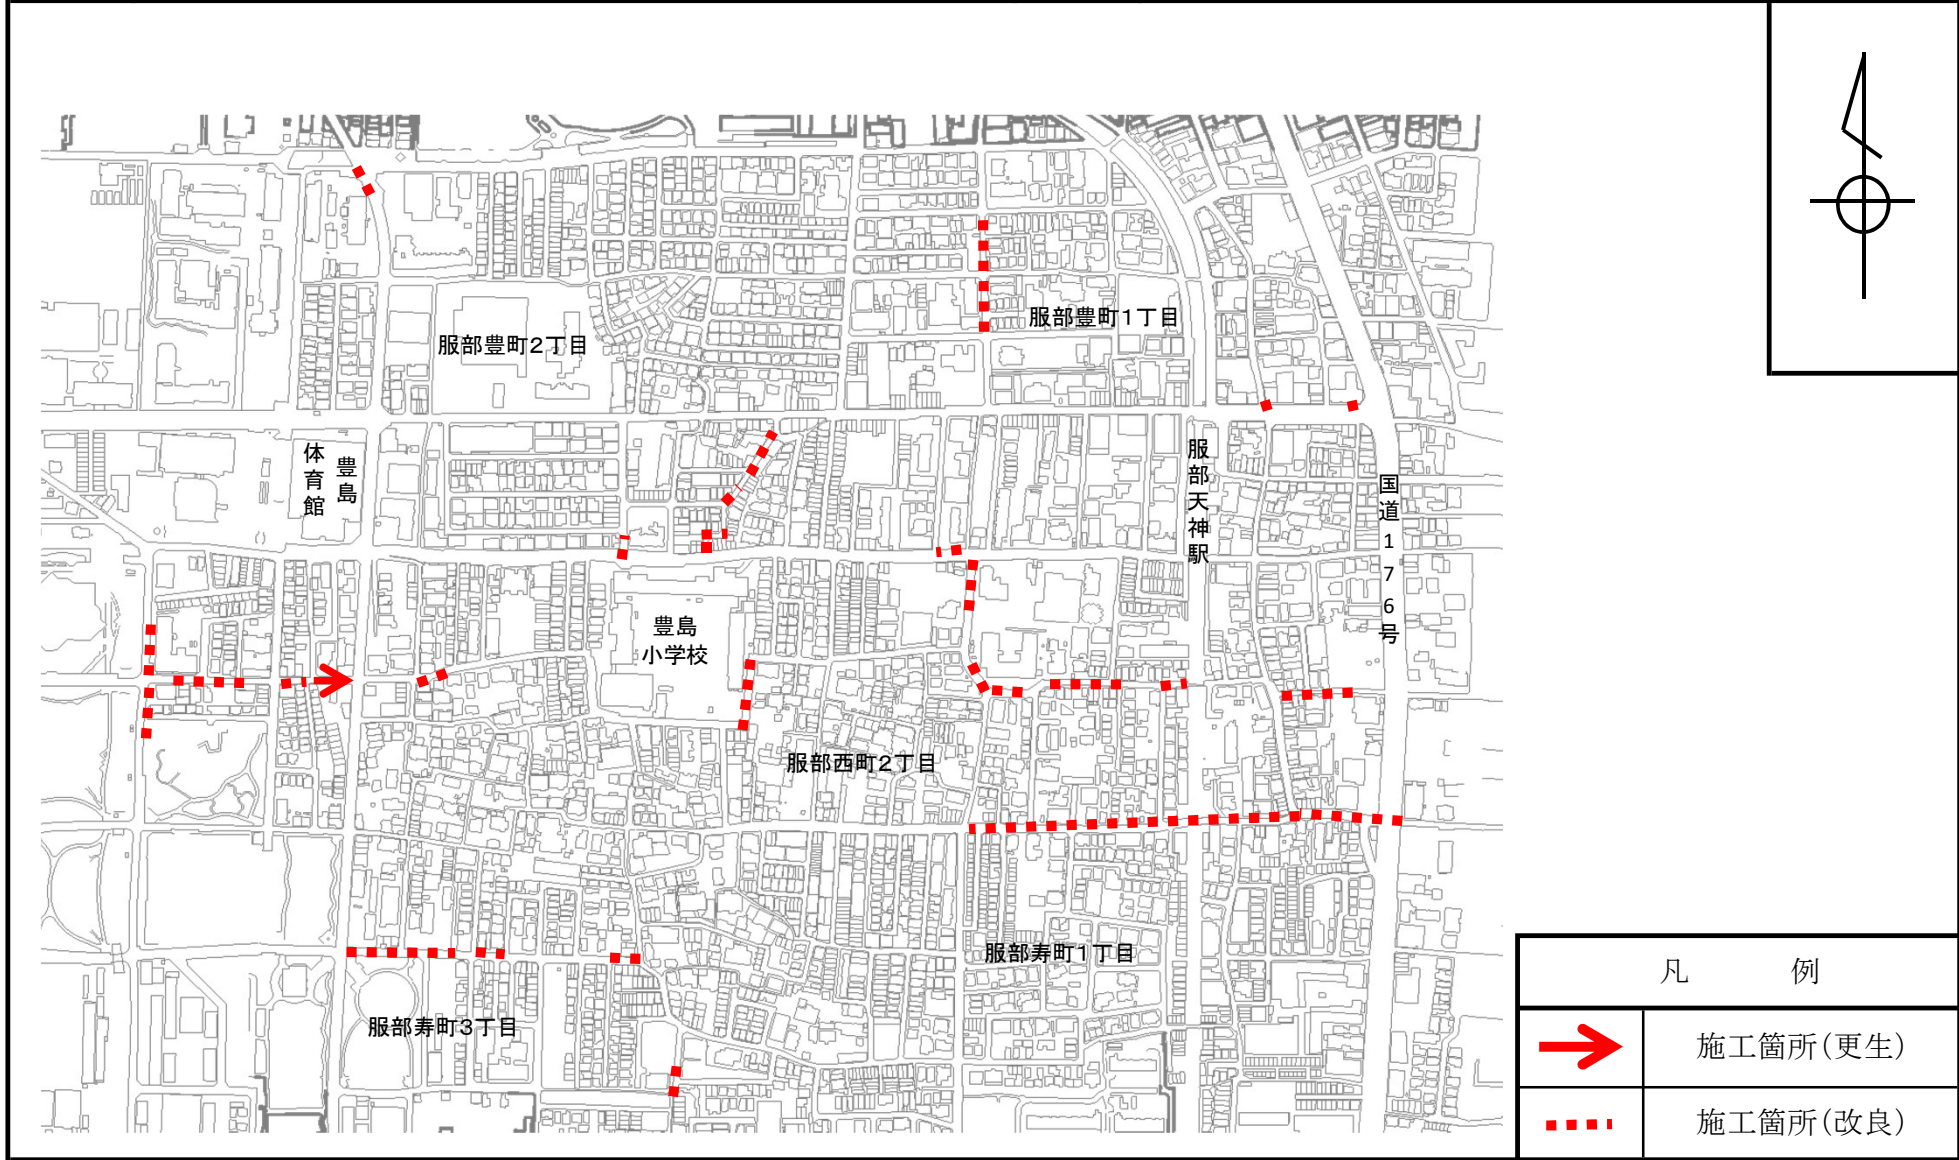 服部豊町1丁目
服部豊町2丁目
豊島
体育館
服部天神駅
国道176号
豊島
小学校
服部西町2丁目
服部寿町1丁目
服部寿町3丁目
凡 例
施工箇所(更生)
施工箇所(改良)